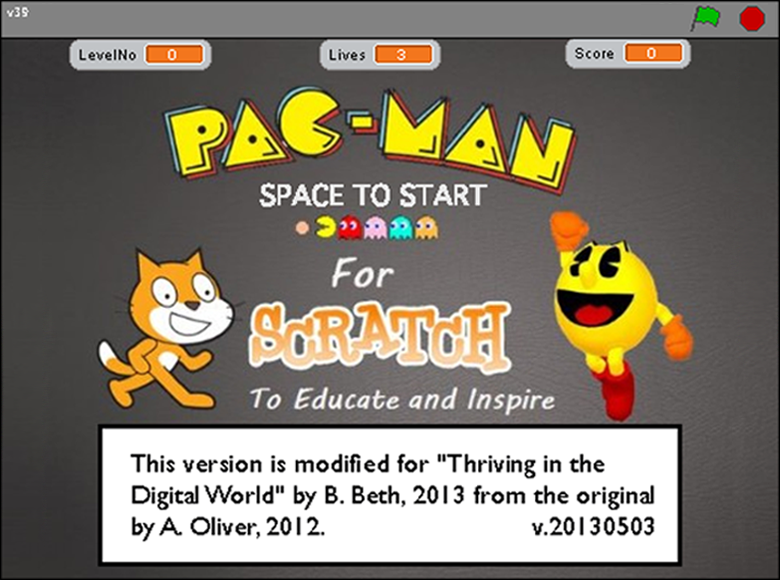 v39
LevelNo 0 Lives 3 Score 0
PAC-MAN
SPACE TO START
For
SCRATCH
To Educate and Inspire
This version is modified for "Thriving in the
Digital World" by B. Beth, 2013 from the original
by A. Oliver, 2012. v.20130503